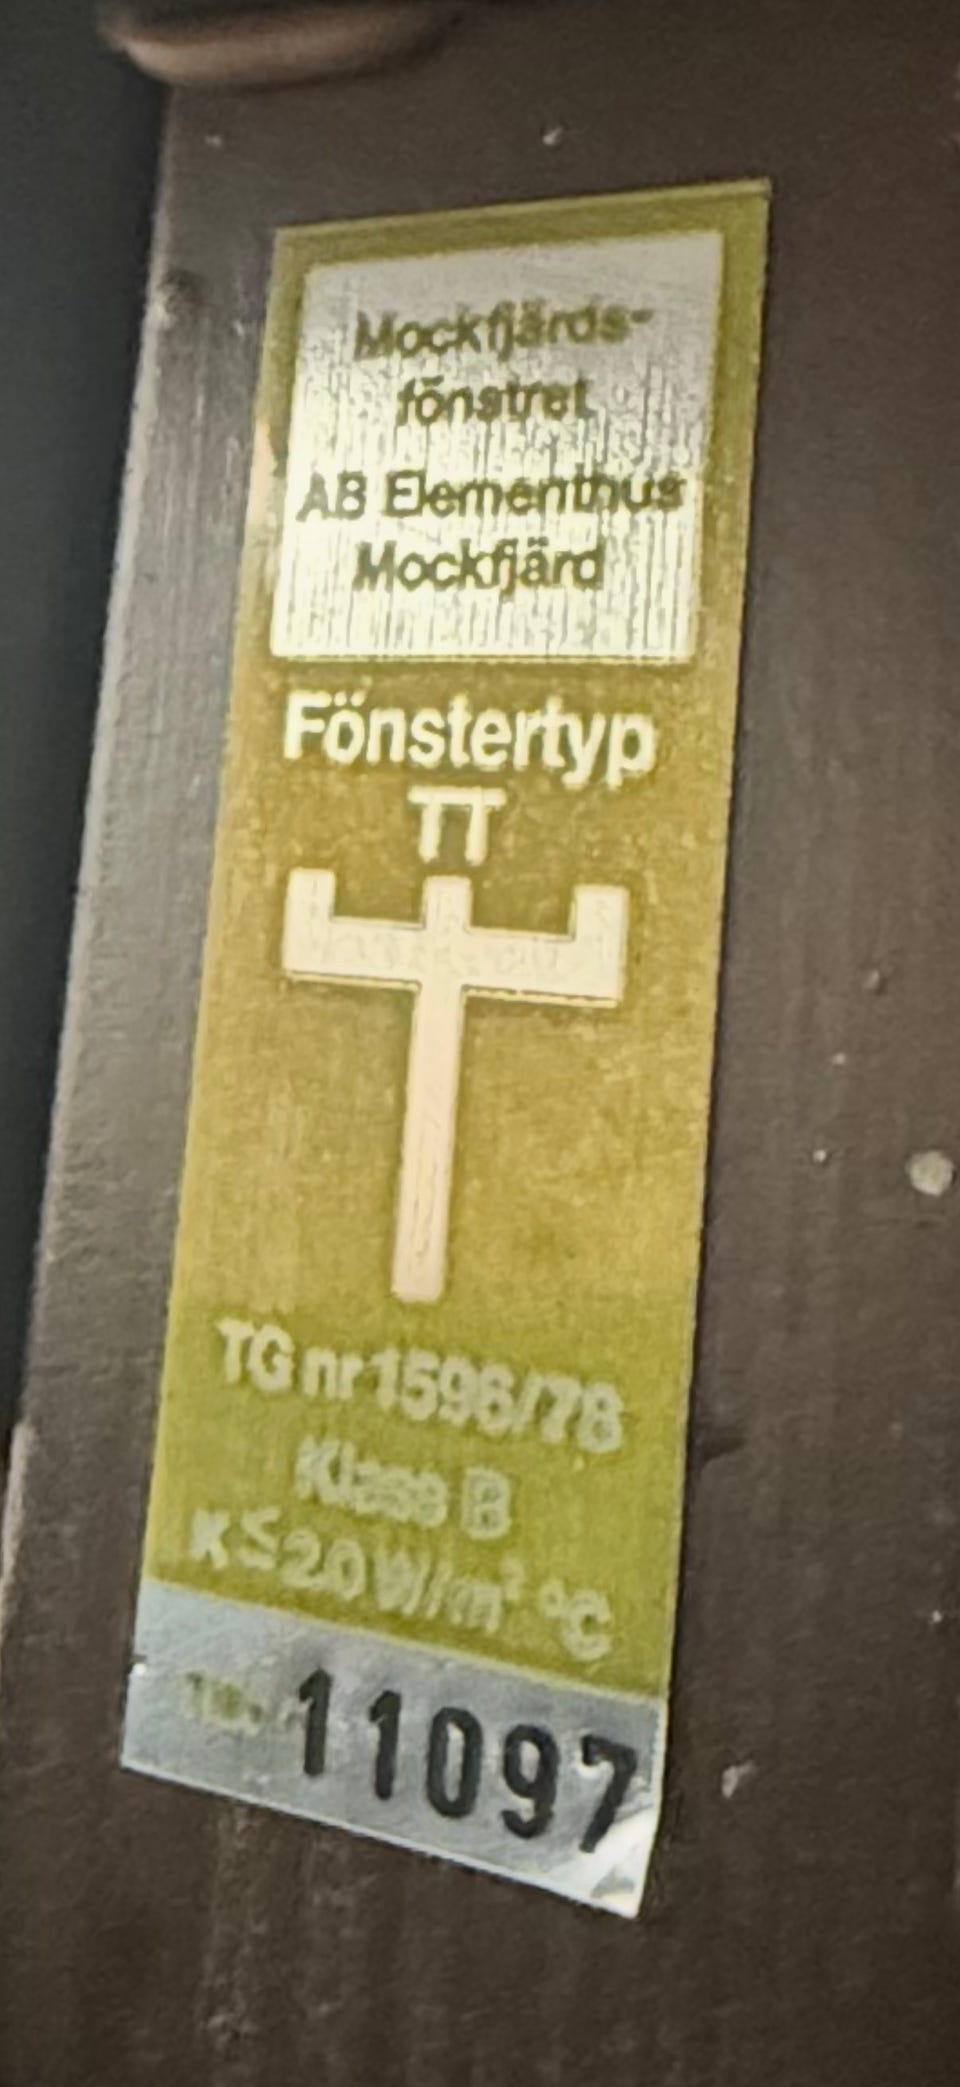 Mockfjärds-
fönstret
AB Elementhus
Mockfjärd
Fönstertyp
TT
TG nr 1596/78
Klass B
K ≤ 2.0 W/m² °C
11097